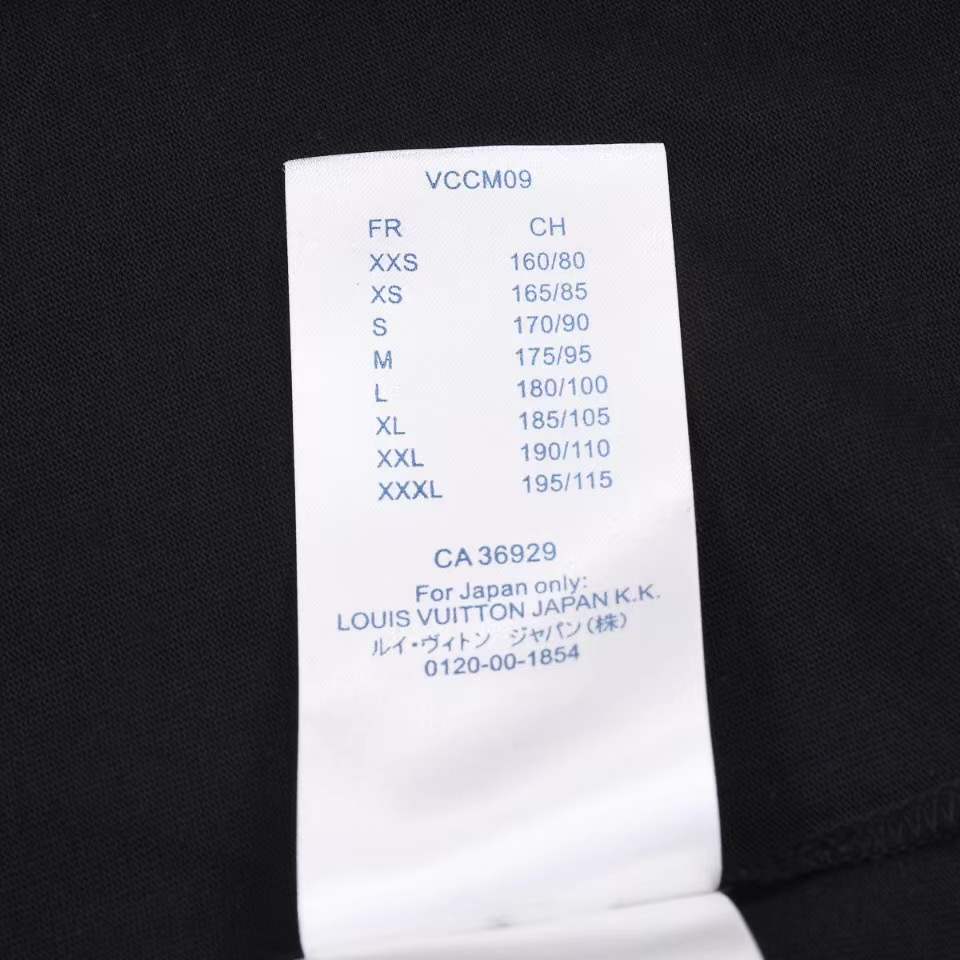 VCCM09
FR CH
XXS 160/80
XS 165/85
S 170/90
M 175/95
L 180/100
XL 185/105
XXL 190/110
XXXL 195/115
CA 36929
For Japan only:
LOUIS VUITTON JAPAN K.K.
ルイ・ヴィトン ジャパン(株)
0120-00-1854